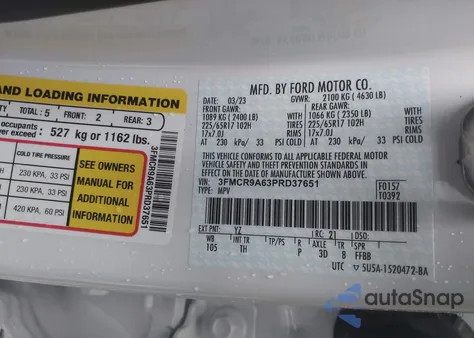 AND LOADING INFORMATION
TOTAL : 5 FRONT: 2 REAR: 3
occupants
exceed : 527 kg or 1162 lbs.
COLD TIRE PRESSURE
230 KPA, 33 PSI
230 KPA, 33 PSI
420 KPA, 60 PSI
SEE OWNERS
MANUAL FOR
ADDITIONAL
INFORMATION
3FMCR9A63PRD37651
MFD. BY FORD MOTOR CO.
DATE: 03/23 GVWR: 2100 KG ( 4630 LB)
FRONT GAWR: REAR GAWR:
1089 KG ( 2400 LB) WITH 1066 KG ( 2350 LB) WITH
225/65R17 102H TIRES 225/65R17 102H TIRES
17x7.0J RIMS 17x7.0J RIMS
AT 230 kPa/ 33 PSI COLD AT 230 kPa/ 33 PSI COLD
THIS VEHICLE CONFORMS TO ALL APPLICABLE FEDERAL MOTOR
VEHICLE SAFETY AND THEFT PREVENTION STANDARDS IN EFFECT
ON THE DATE OF MANUFACTURE SHOWN ABOVE.
VIN: 3FMCR9A63PRD37651
TYPE: MPV
F0157
T0392
EXT PNT: YZ RC: 21 DSO:
WB INT TR TP/PS R AXLE TR SPR
105 TH P 3D 8 FFBB
UTC 5U5A-1520472-BA
autoSnap